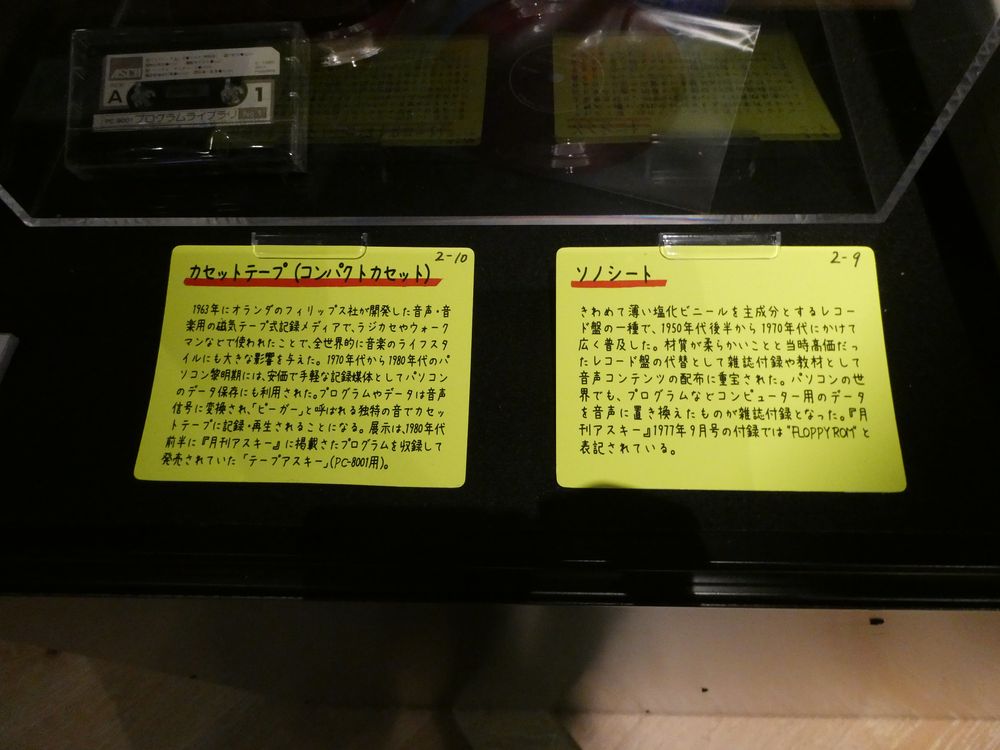 ASCII
A
1
PC-8001 プログラムライブラリ No.1
2-10
カセットテープ (コンパクトカセット)
1963年にオランダのフィリップス社が開発した音声・音
楽用の磁気テープ式記録メディアで、ラジカセやウォーク
マンなどで使われたことで、全世界的に音楽のライフスタ
イルにも大きな影響を与えた。1970年代から1980年代のパ
ソコン黎明期には、安価で手軽な記録媒体としてパソコン
のデータ保存にも利用された。プログラムやデータは音声
信号に変換され、「ピーガー」と呼ばれる独特の音でカセッ
トテープに記録・再生されることになる。展示は、1980年代
前半に『月刊アスキー』に掲載さたプログラムを収録して
発売されていた「テープアスキー」(PC-8001用)。
2-9
ソノシート
きわめて薄い塩化ビニールを主成分とするレコー
ド盤の一種で、1950年代後半から1970年代にかけて
広く普及した。材質が柔らかいことと当時高価だっ
たレコード盤の代替として雑誌付録や教材として
音声コンテンツの配布に重宝された。パソコンの世
界でも、プログラムなどコンピューター用のデータ
を音声に置き換えたものが雑誌付録となった。『月
刊アスキー』1977年9月号の付録では"FLOPPY ROM"と
表記されている。